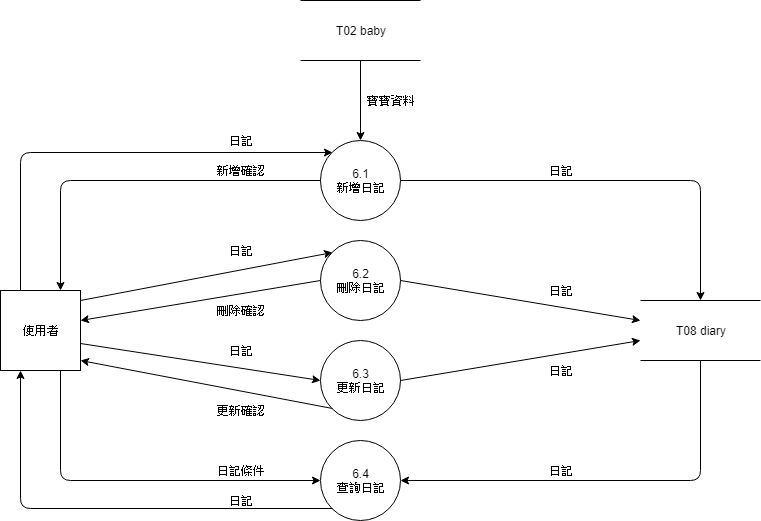 T02 baby
寶寶資料
日記
新增確認
6.1
新增日記
日記
日記
刪除確認
6.2
刪除日記
日記
使用者
T08 diary
日記
更新確認
6.3
更新日記
日記
日記條件
日記
6.4
查詢日記
日記